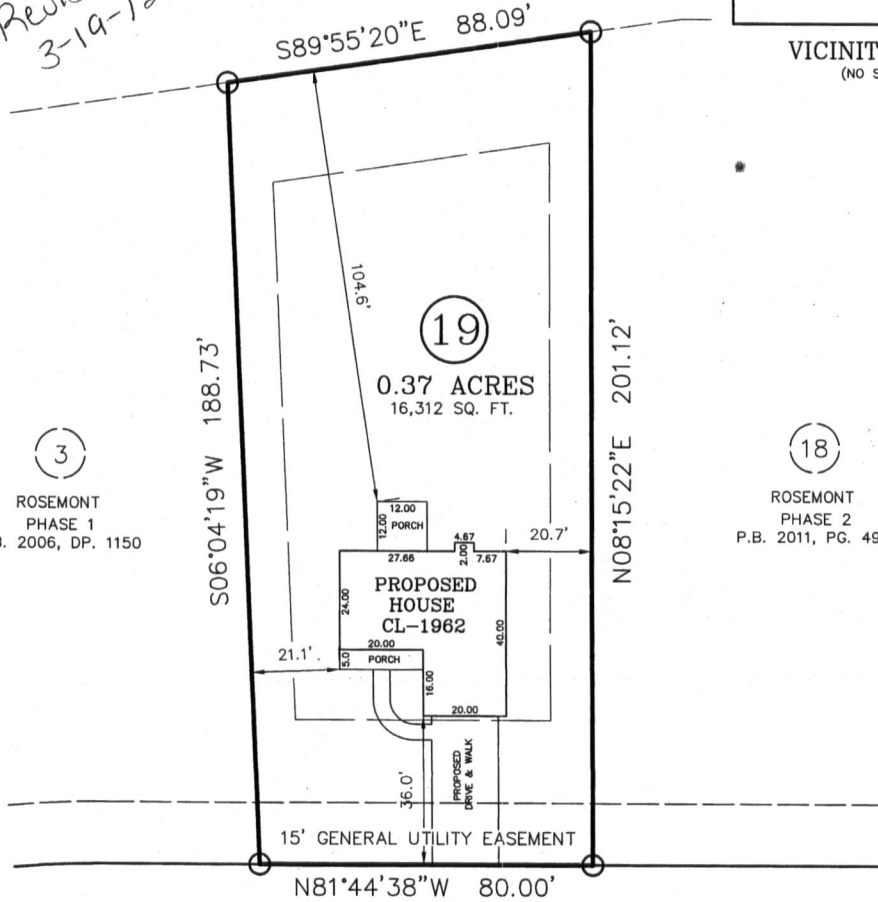 3-19-
S89°55'20"E 88.09'
VICINIT
(NO S
104.6'
19
0.37 ACRES
16,312 SQ. FT.
S06°04'19"W 188.73'
N08°15'22"E 201.12'
3
ROSEMONT
PHASE 1
. 2006, DP. 1150
18
ROSEMONT
PHASE 2
P.B. 2011, PG. 49
12.00
12.00
PORCH
4.67
20.7'
27.66
2.00
7.67
PROPOSED
HOUSE
CL-1962
24.00
40.00
20.00
21.1'
5.0
PORCH
16.00
20.00
36.0'
PROPOSED
DRIVE & WALK
15' GENERAL UTILITY EASEMENT
N81°44'38"W 80.00'